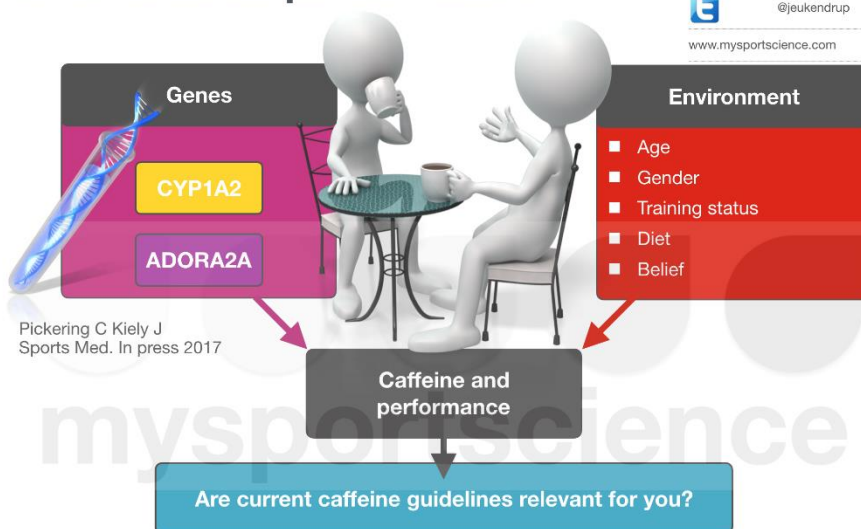 @jeukendrup
www.mysportscience.com
Genes
CYP1A2
ADORA2A
Environment
Age
Gender
Training status
Diet
Belief
Pickering C Kiely J
Sports Med. In press 2017
Caffeine and
performance
mysportscience
Are current caffeine guidelines relevant for you?